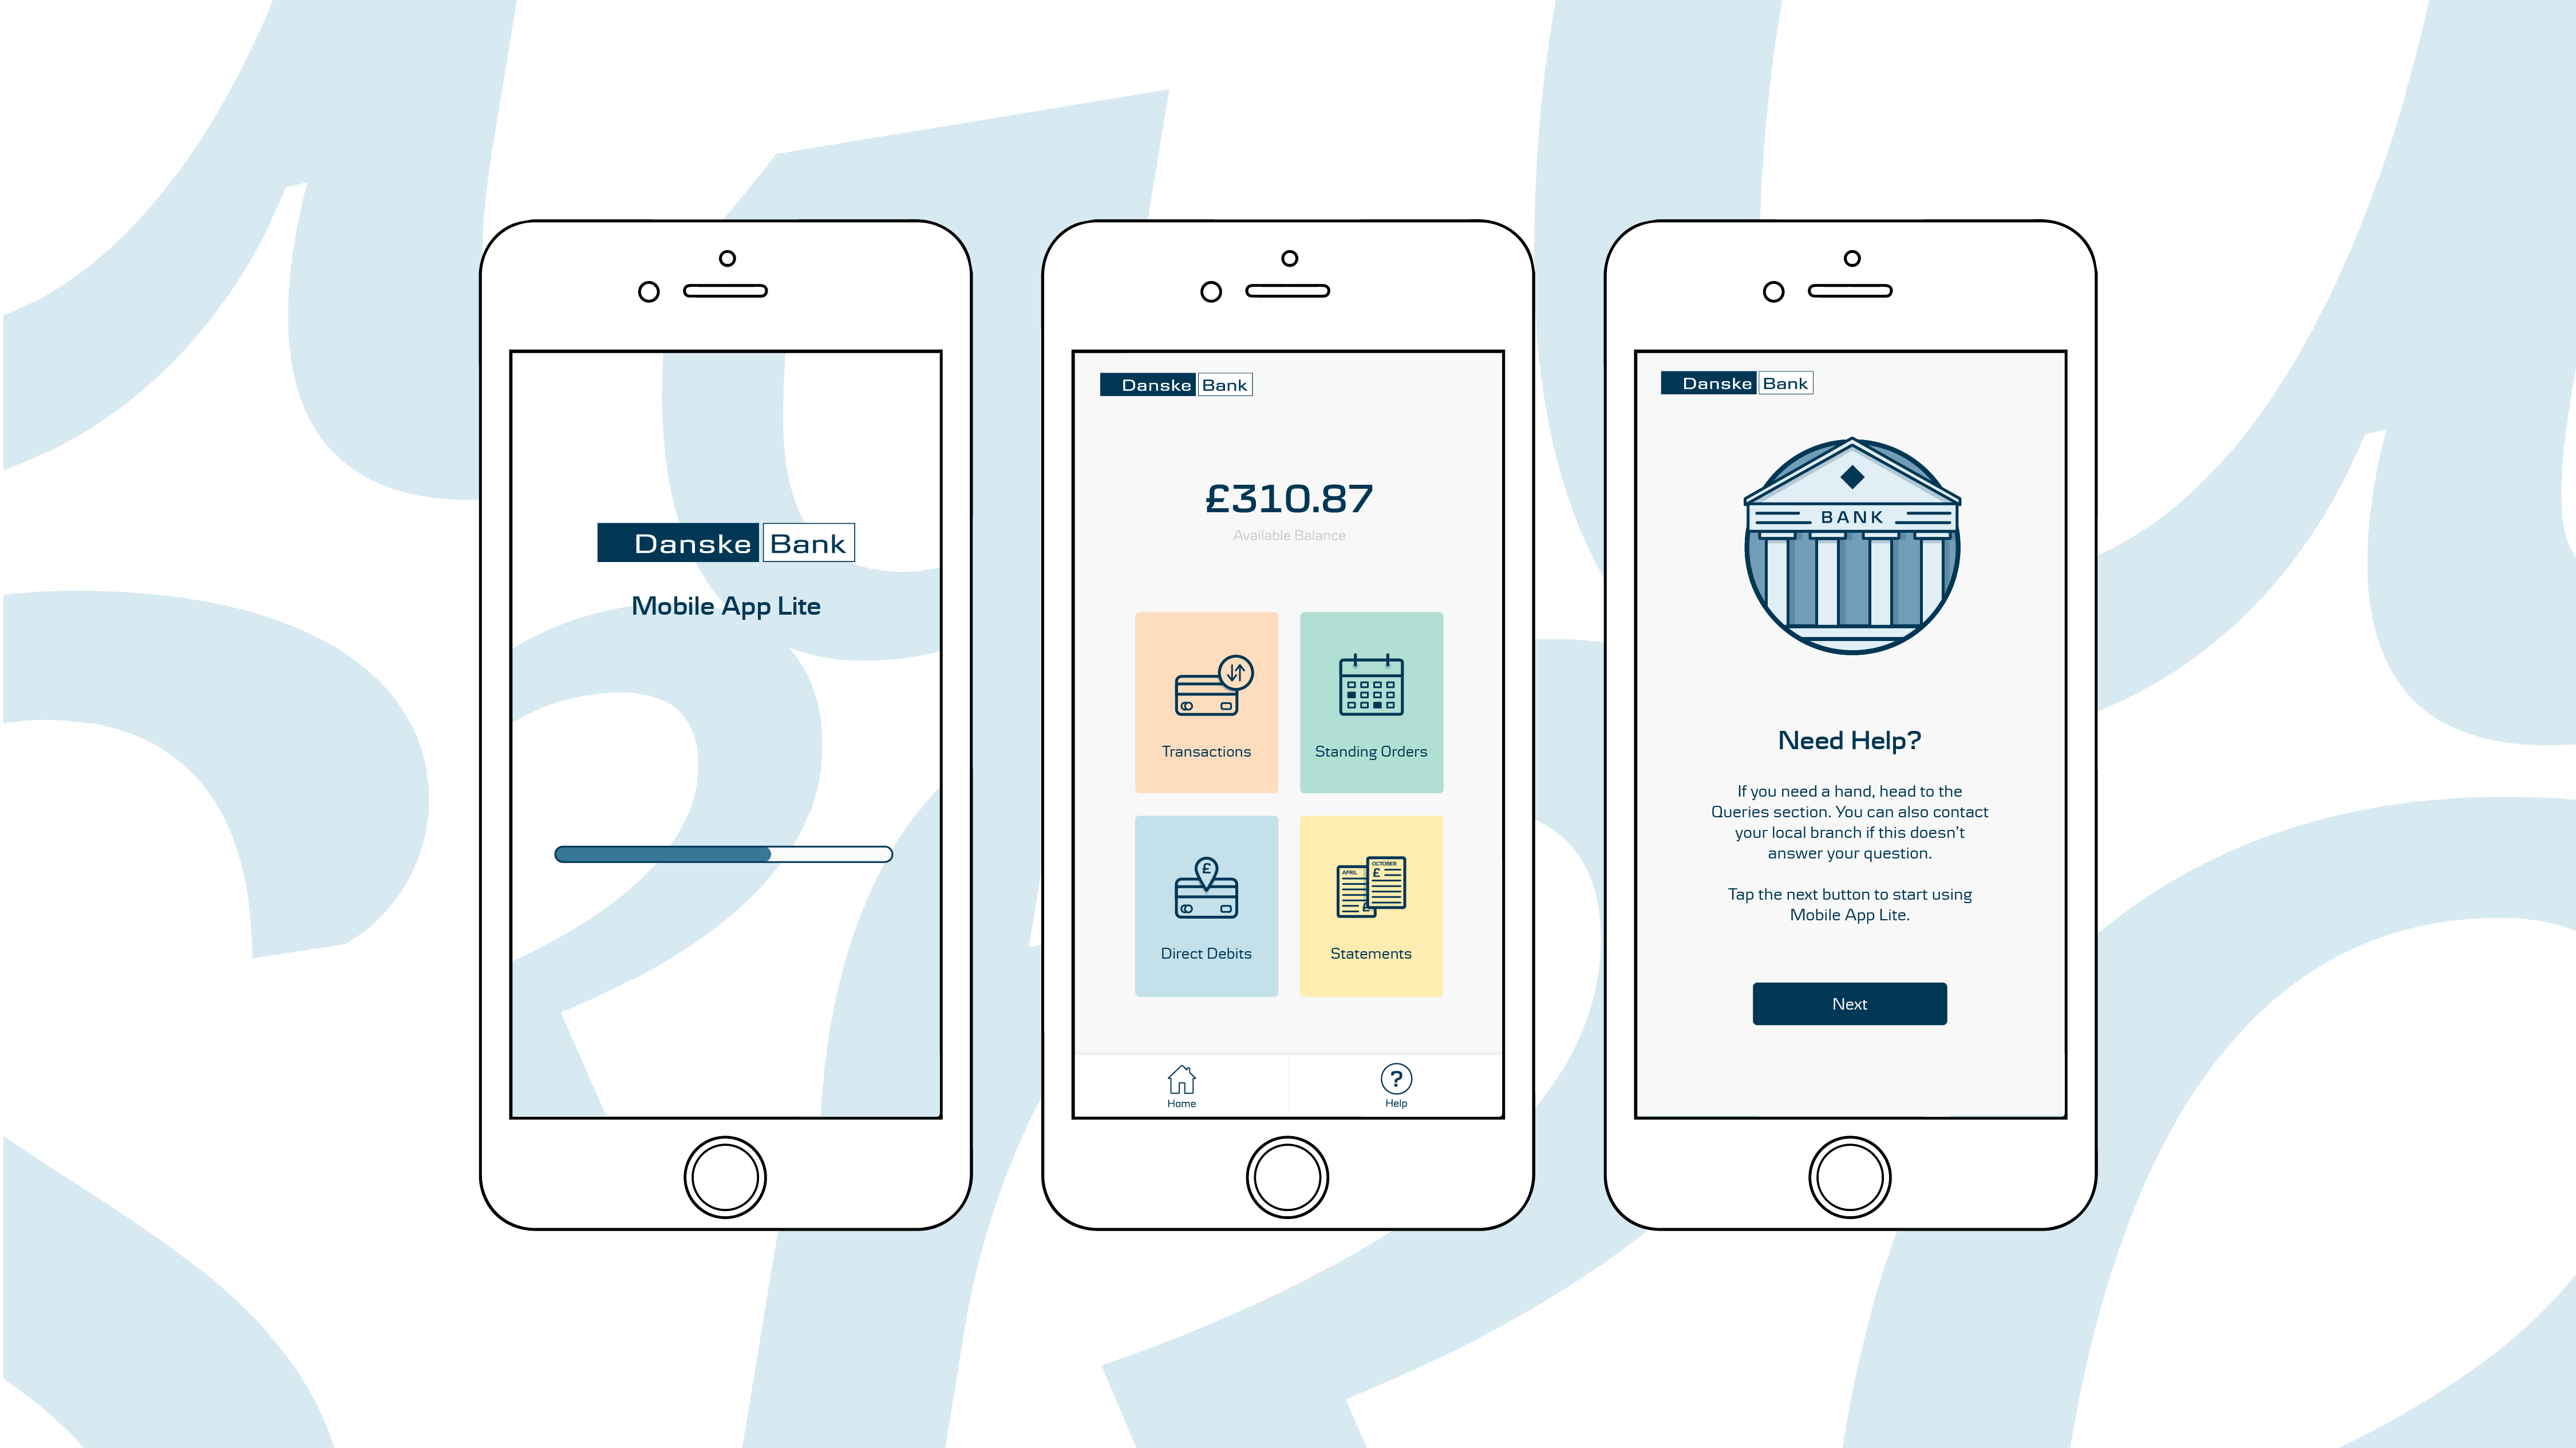 Danske Bank
Mobile App Lite
Danske Bank
£310.87
Available Balance
Transactions
Standing Orders
£
Direct Debits
APRIL
£
OCTOBER
£
Statements
Home
?
Help
Danske Bank
BANK
Need Help?
If you need a hand, head to the
Queries section. You can also contact
your local branch if this doesn't
answer your question.
Tap the next button to start using
Mobile App Lite.
Next